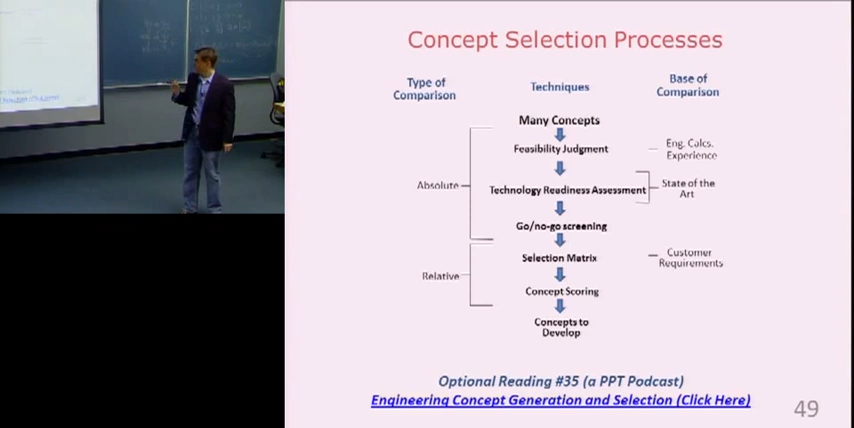 Concept Selection Processes
Type of
Comparison
Techniques
Base of
Comparison
Many Concepts
Feasibility Judgment
Eng. Calcs.
Experience
Absolute
Technology Readiness Assessment
State of the
Art
Go/no-go screening
Selection Matrix
Customer
Requirements
Relative
Concept Scoring
Concepts to
Develop
Optional Reading #35 (a PPT Podcast)
Engineering Concept Generation and Selection (Click Here)
49